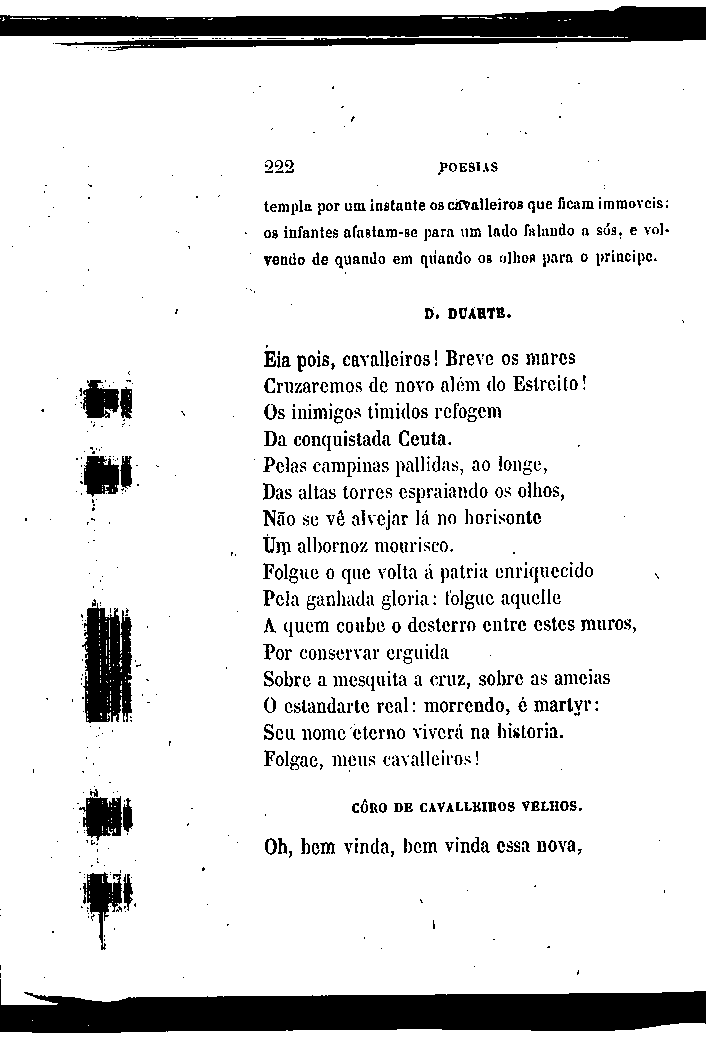 222 POESIAS
templa por um instante os cavalleiros que ficam immoveis:
os infantes afastam-se para um lado falando a sós, e vol-
vendo de quando em quando os olhos para o principe.
D. DUARTE.
Eia pois, cavalleiros! Breve os mares
Cruzaremos de novo além do Estreito!
Os inimigos timidos refogem
Da conquistada Ceuta.
Pelas campinas pallidas, ao longe,
Das altas torres espraiando os olhos,
Não se vê alvejar lá no horisonte
Um albornoz mourisco.
Folgue o que volta á patria enriquecido
Pela ganhada gloria: folgue aquelle
A quem coube o desterro entre estes muros,
Por conservar erguida
Sobre a mesquita a cruz, sobre as ameias
O estandarte real: morrendo, é martyr:
Seu nome eterno viverá na historia.
Folgae, meus cavalleiros!
CÔRO DE CAVALLEIROS VELHOS.
Oh, bem vinda, bem vinda essa nova,